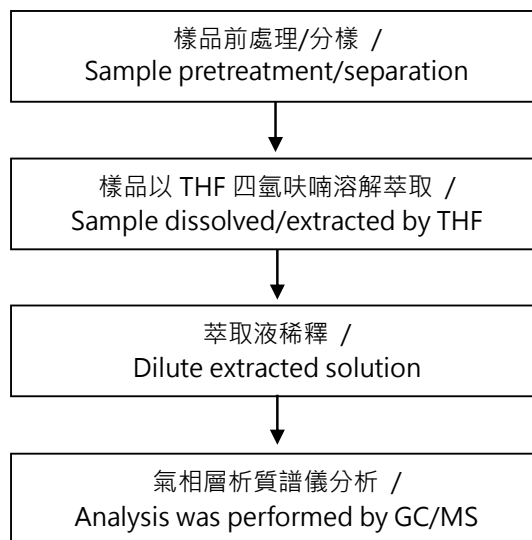 樣品前處理/分樣 /
Sample pretreatment/separation
樣品以 THF 四氫呋喃溶解萃取 /
Sample dissolved/extracted by THF
萃取液稀釋 /
Dilute extracted solution
氣相層析質譜儀分析 /
Analysis was performed by GC/MS